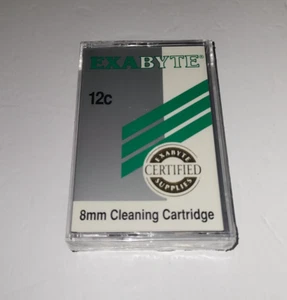 EXABYTE®
12c
EXABYTE
CERTIFIED
SUPPLIES
8mm Cleaning Cartridge